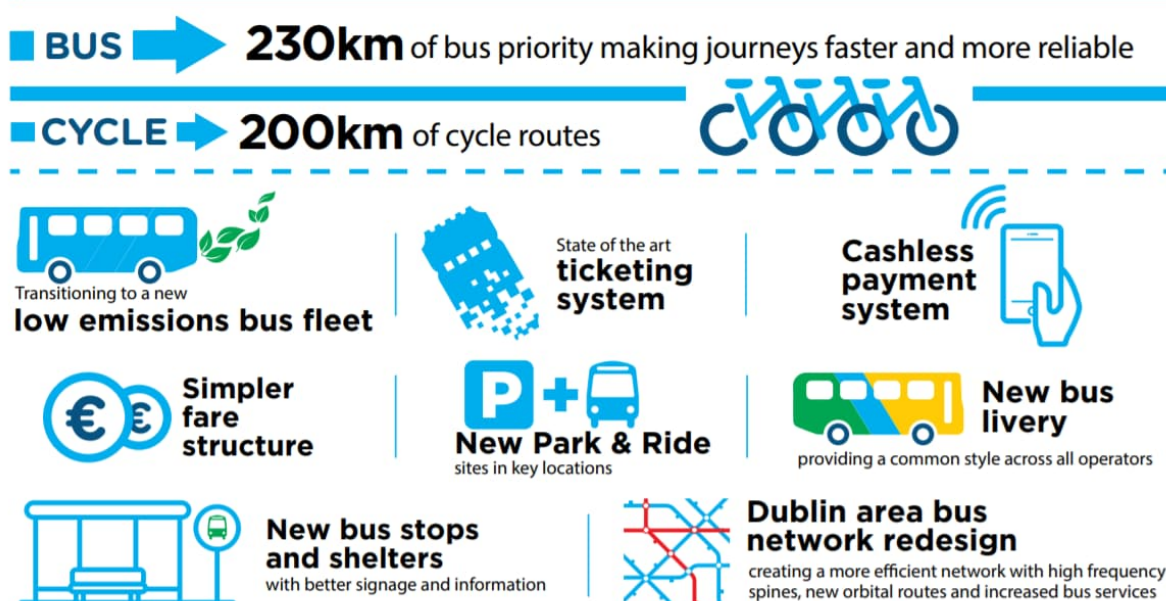 BUS 230km of bus priority making journeys faster and more reliable
CYCLE 200km of cycle routes
Transitioning to a new
low emissions bus fleet
State of the art
ticketing
system
Cashless
payment
system
€ €
Simpler
fare
structure
P +
New Park & Ride
sites in key locations
New bus
livery
providing a common style across all operators
New bus stops
and shelters
with better signage and information
Dublin area bus
network redesign
creating a more efficient network with high frequency
spines, new orbital routes and increased bus services